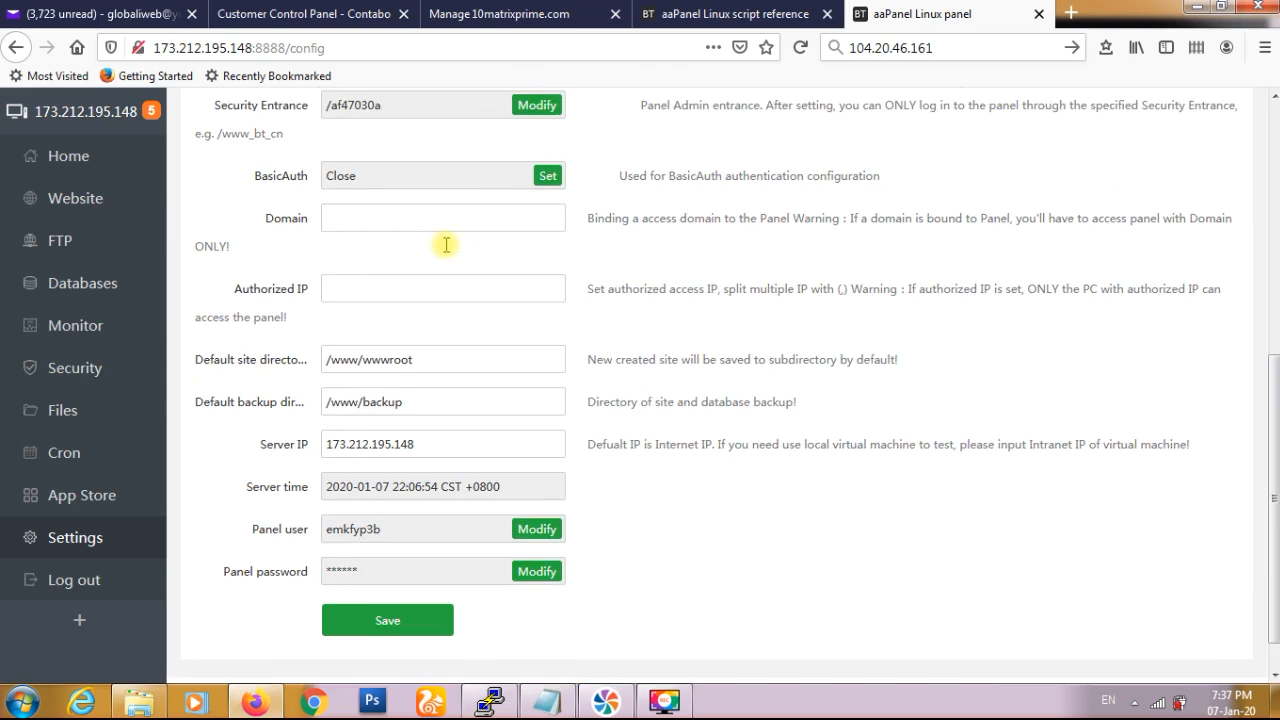 (3,723 unread) - globaliweb@y
Customer Control Panel - Contabo
Manage10matrixprime.com
BT aaPanel Linux script reference
BT aaPanel Linux panel
173.212.195.148:8888/config
104.20.46.161
Most Visited Getting Started Recently Bookmarked
173.212.195.148 5
Home
Website
FTP
Databases
Monitor
Security
Files
Cron
App Store
Settings
Log out
Security Entrance /af47030a Modify Panel Admin entrance. After setting, you can ONLY log in to the panel through the specified Security Entrance,
e.g. /www_bt_cn
BasicAuth Close Set Used for BasicAuth authentication configuration
Domain Binding a access domain to the Panel Warning : If a domain is bound to Panel, you'll have to access panel with Domain
ONLY!
Authorized IP Set authorized access IP, split multiple IP with (,) Warning : If authorized IP is set, ONLY the PC with authorized IP can
access the panel!
Default site directo... /www/wwwroot New created site will be saved to subdirectory by default!
Default backup dir... /www/backup Directory of site and database backup!
Server IP 173.212.195.148 Defualt IP is Internet IP. If you need use local virtual machine to test, please input Intranet IP of virtual machine!
Server time 2020-01-07 22:06:54 CST +0800
Panel user emkfyp3b Modify
Panel password ****** Modify
Save
Ps
EN
7:37 PM
07-Jan-20